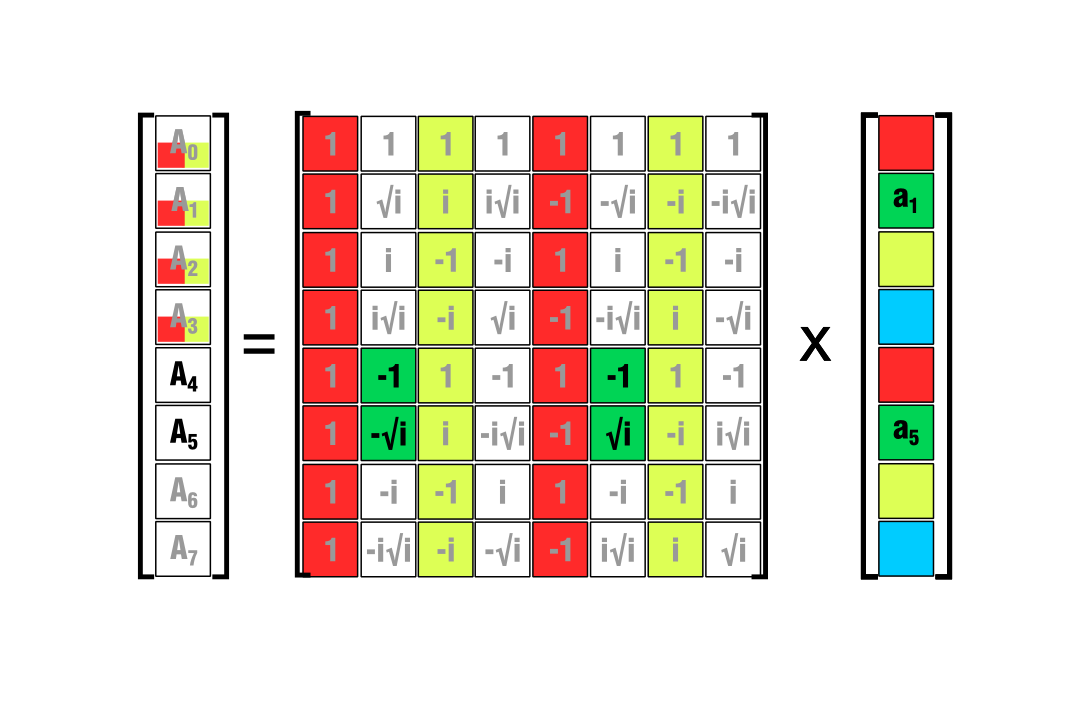 A₀ 1 1 1 1 1 1 1 1
A₁ 1 √i i i√i -1 -√i -i -i√i a₁
A₂ 1 i -1 -i 1 i -1 -i
A₃ 1 i√i -i √i -1 -i√i i -√i
= x
A₄ 1 -1 1 -1 1 -1 1 -1
A₅ 1 -√i i -i√i -1 √i -i i√i a₅
A₆ 1 -i -1 i 1 -i -1 i
A₇ 1 -i√i -i -√i -1 i√i i √i